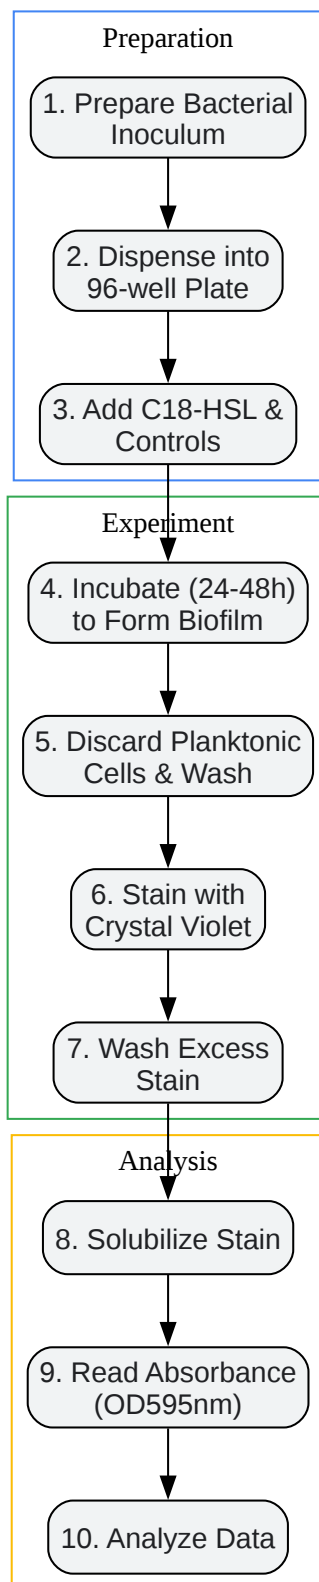 Preparation
1. Prepare Bacterial
Inoculum
2. Dispense into
96-well Plate
3. Add C18-HSL &
Controls
Experiment
4. Incubate (24-48h)
to Form Biofilm
5. Discard Planktonic
Cells & Wash
6. Stain with
Crystal Violet
7. Wash Excess
Stain
Analysis
8. Solubilize Stain
9. Read Absorbance
(OD595nm)
10. Analyze Data